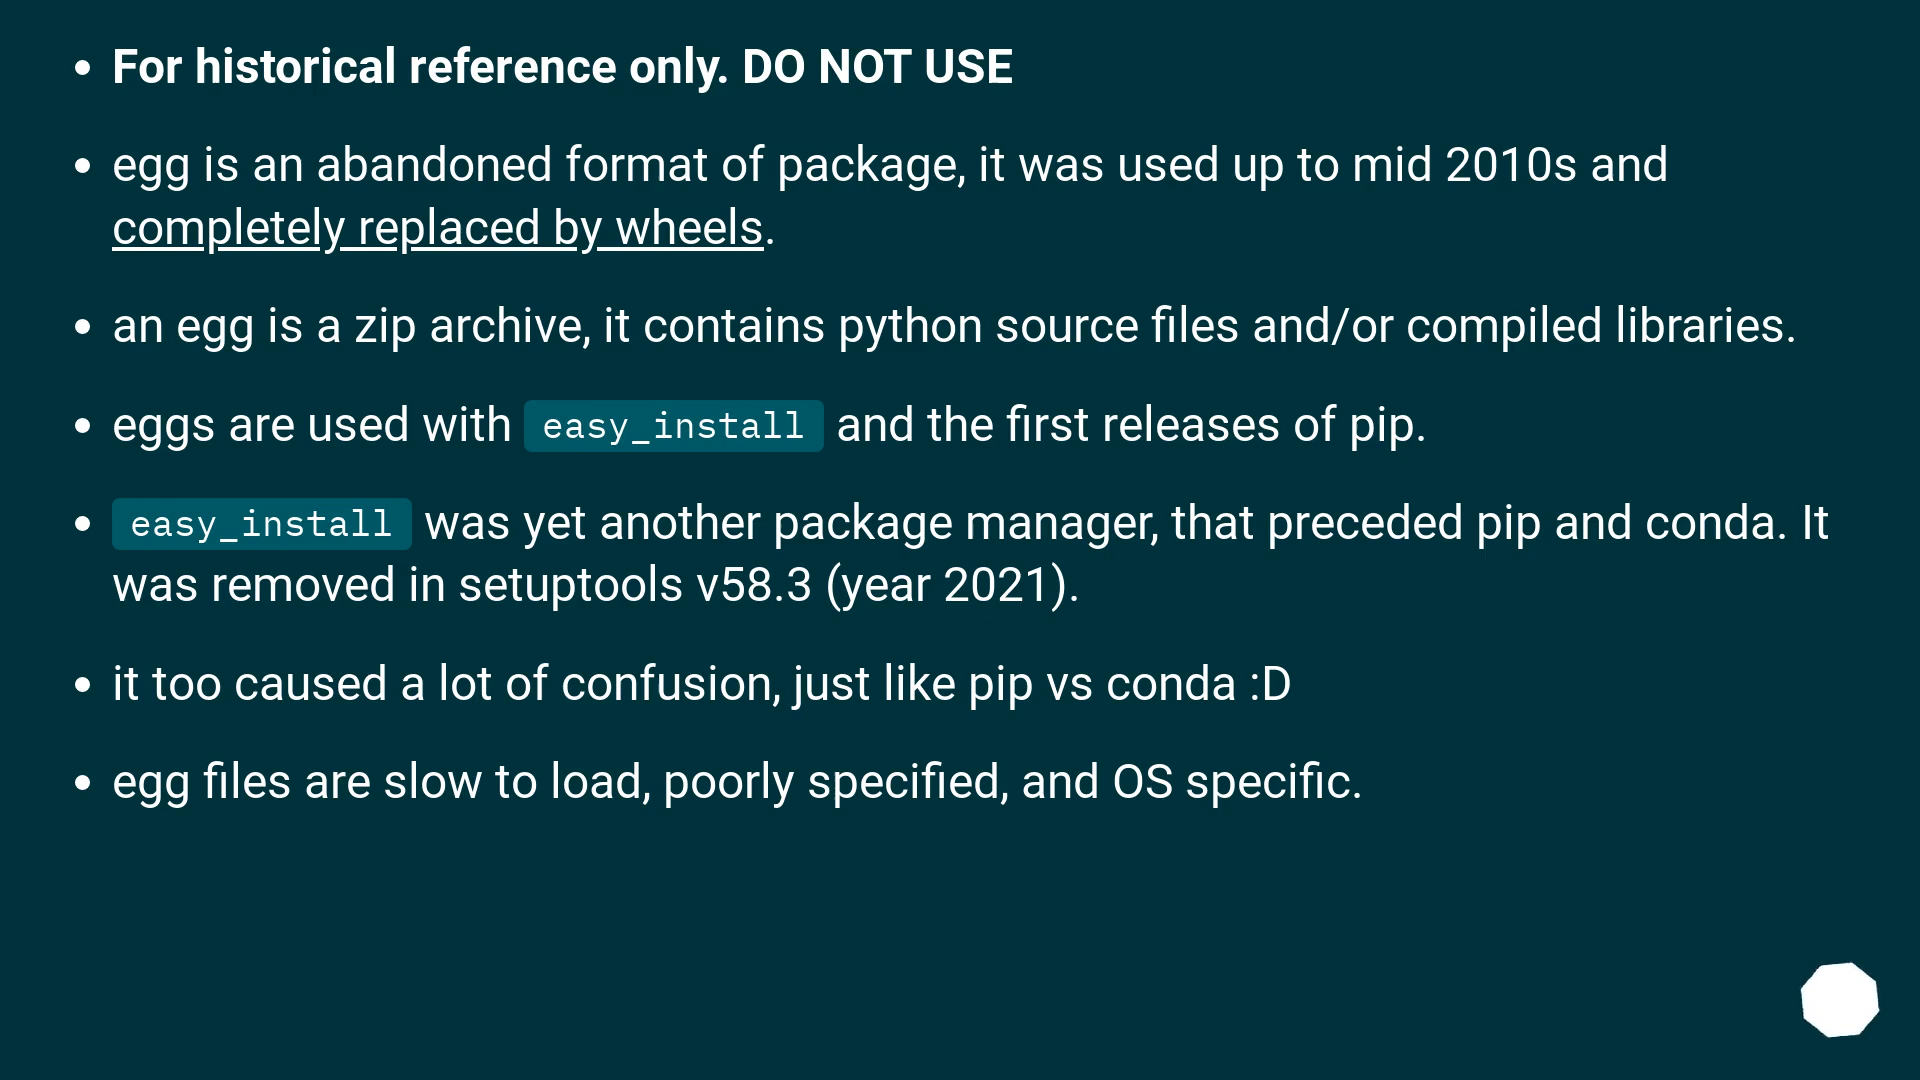 • For historical reference only. DO NOT USE
• egg is an abandoned format of package, it was used up to mid 2010s and
completely replaced by wheels.
• an egg is a zip archive, it contains python source files and/or compiled libraries.
• eggs are used with easy_install and the first releases of pip.
• easy_install was yet another package manager, that preceded pip and conda. It
was removed in setuptools v58.3 (year 2021).
• it too caused a lot of confusion, just like pip vs conda :D
• egg files are slow to load, poorly specified, and OS specific.